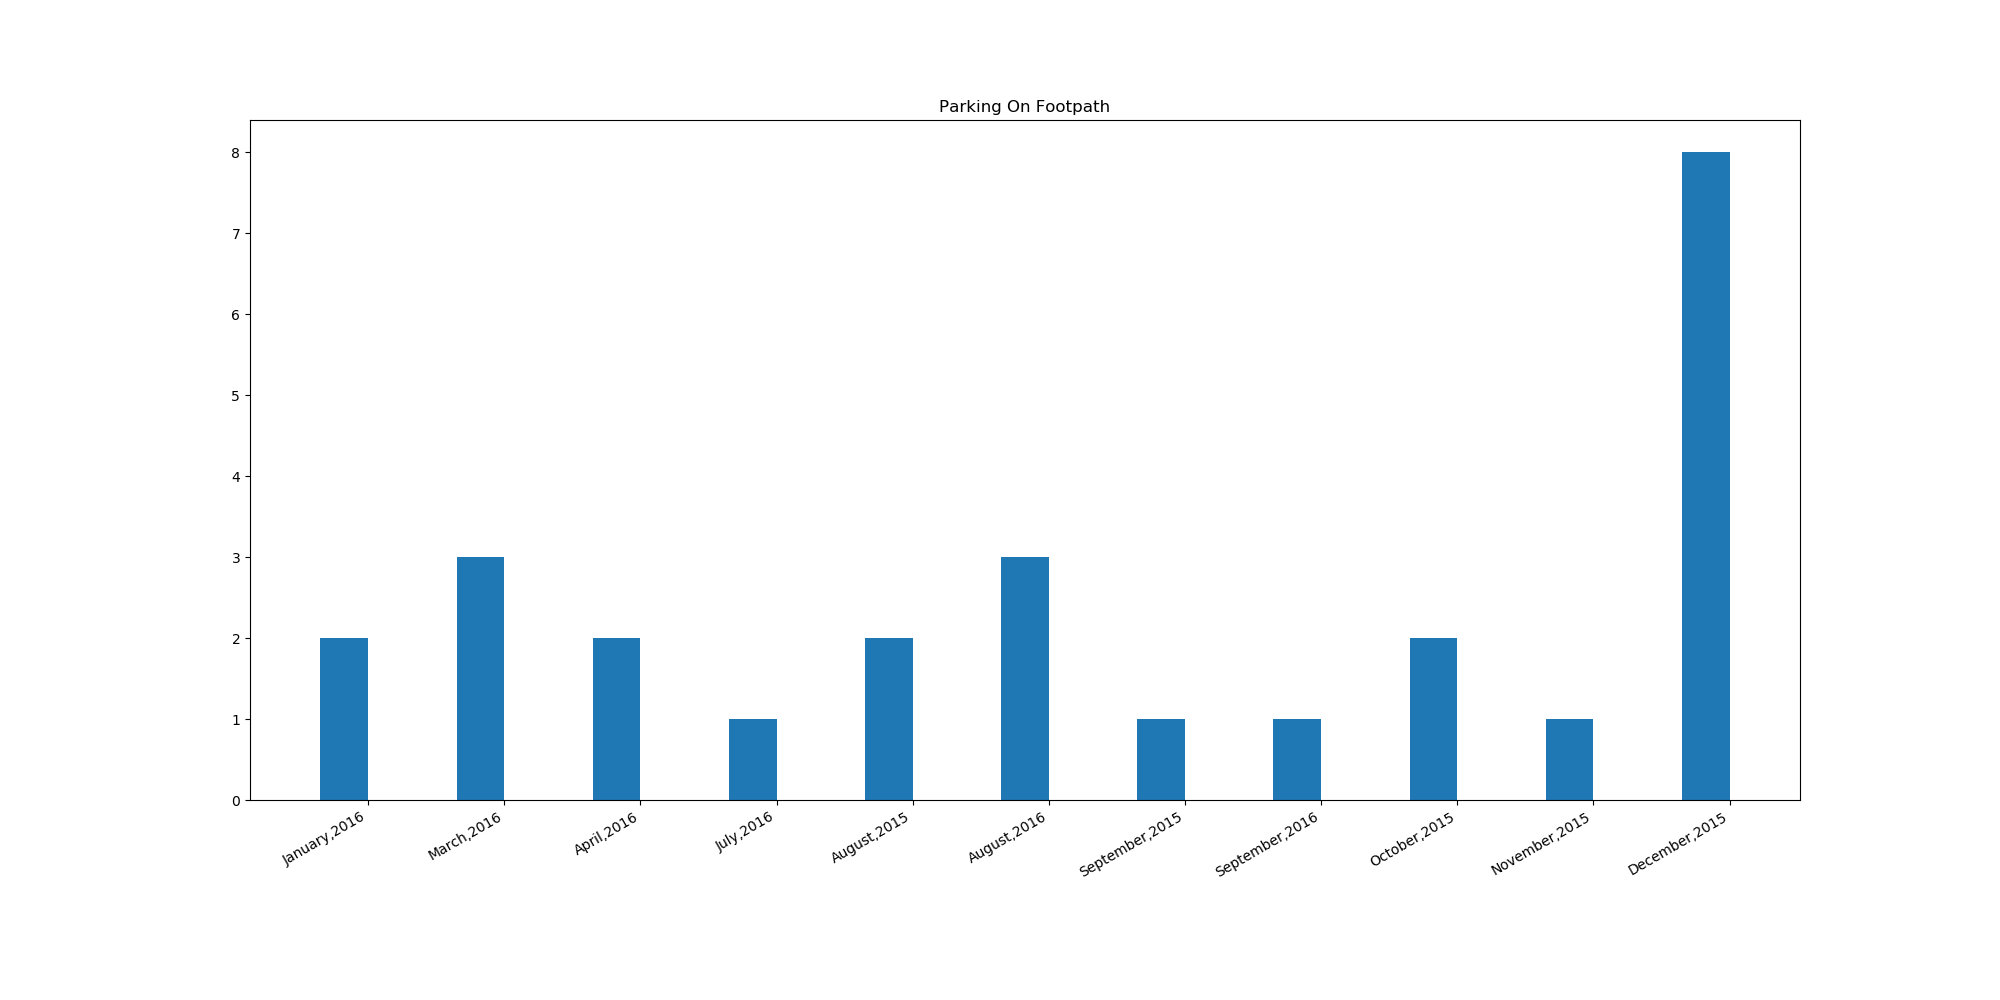 Parking On Footpath
8
7
6
5
4
3
2
1
0
January,2016
March,2016
April,2016
July,2016
August,2015
August,2016
September,2015
September,2016
October,2015
November,2015
December,2015